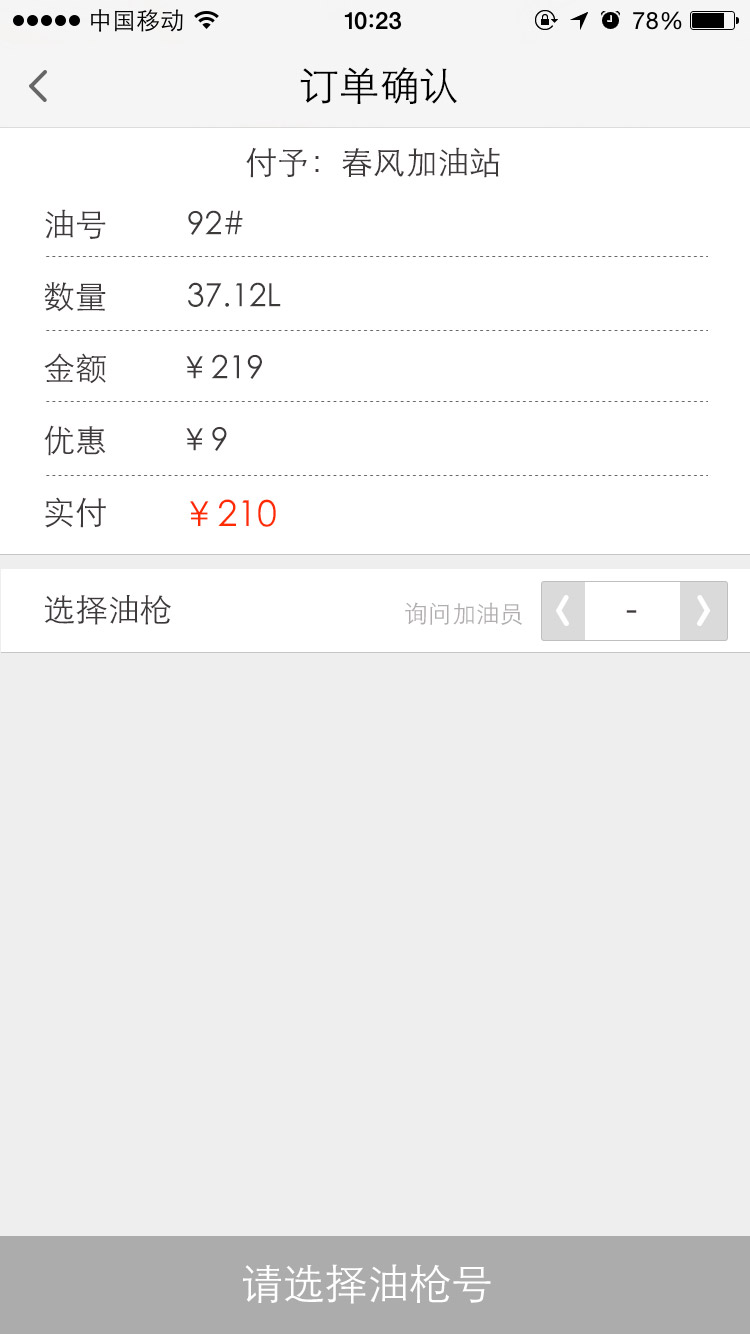 中国移动 10:23 78%
订单确认
付予：春风加油站
油号 92#
数量 37.12L
金额 ¥219
优惠 ¥9
实付 ¥210
选择油枪 询问加油员 -
请选择油枪号